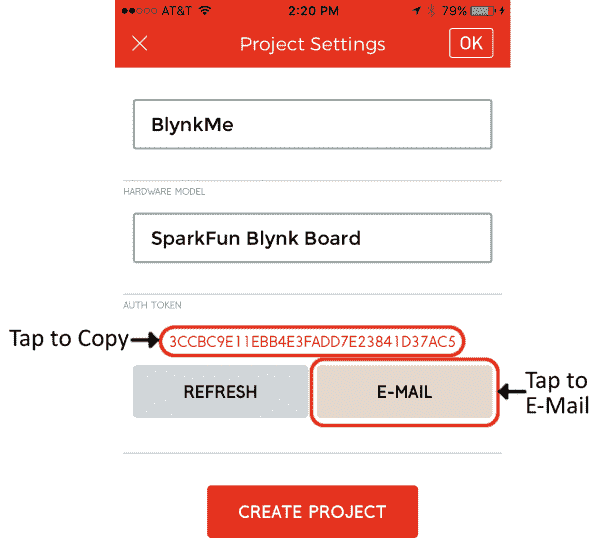 AT&T 2:20 PM 79%
Project Settings OK
BlynkMe
HARDWARE MODEL
SparkFun Blynk Board
AUTH TOKEN
Tap to Copy 3CCBC9E11EBB4E3FADD7E23841D37AC5
REFRESH E-MAIL
Tap to
E-Mail
CREATE PROJECT